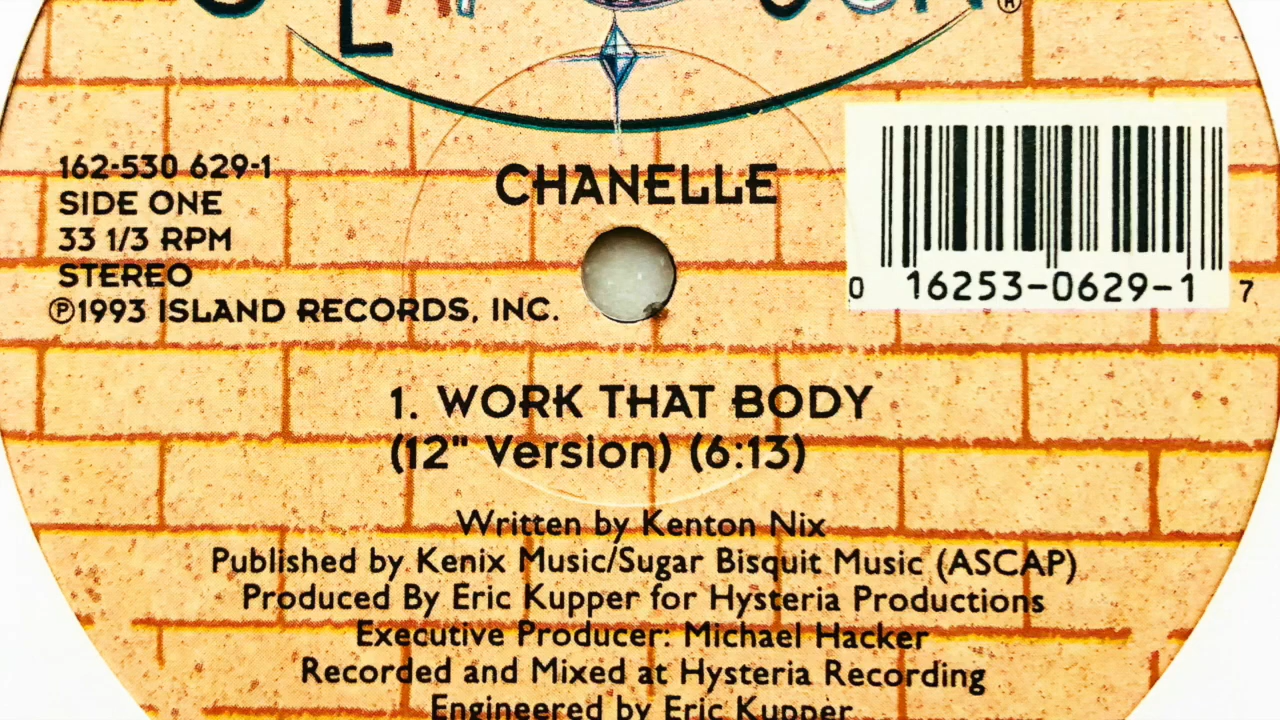 ®
162-530 629-1
SIDE ONE
33 1/3 RPM
STEREO
℗1993 ISLAND RECORDS, INC.
CHANELLE
0 16253-0629-1 7
1. WORK THAT BODY
(12" Version) (6:13)
Written by Kenton Nix
Published by Kenix Music/Sugar Bisquit Music (ASCAP)
Produced By Eric Kupper for Hysteria Productions
Executive Producer: Michael Hacker
Recorded and Mixed at Hysteria Recording
Engineered by Eric Kupper